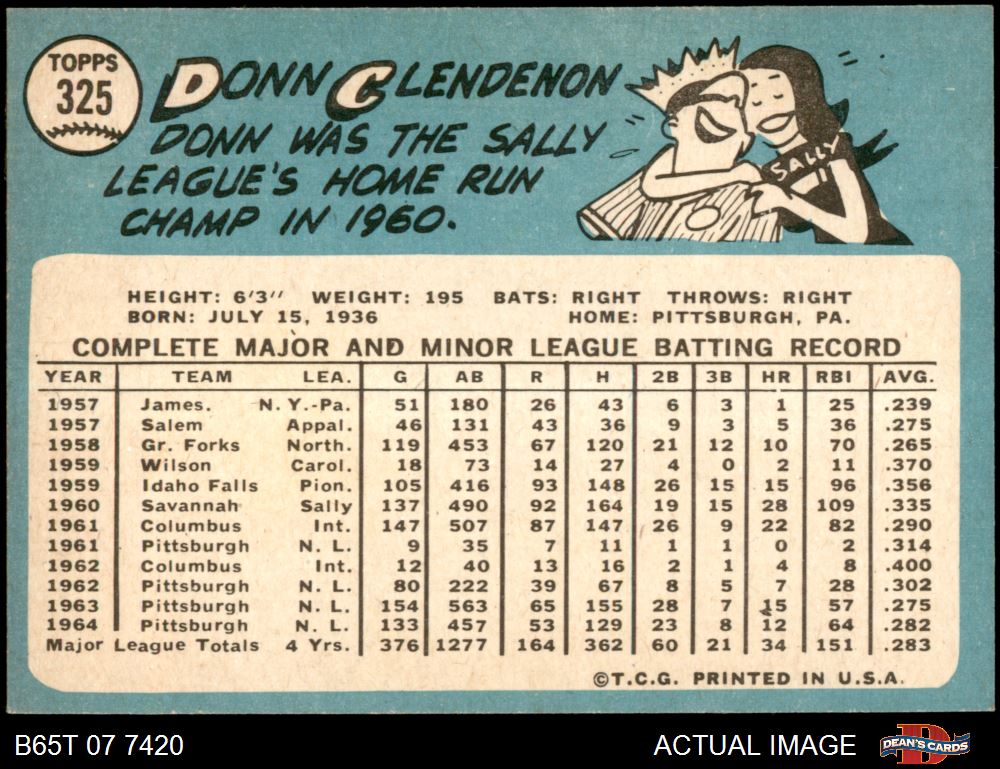 TOPPS
325
DONN CLENDENON
DONN WAS THE SALLY
LEAGUE'S HOME RUN
CHAMP IN 1960.
SALLY
HEIGHT: 6'3" WEIGHT: 195 BATS: RIGHT THROWS: RIGHT
BORN: JULY 15, 1936 HOME: PITTSBURGH, PA.
COMPLETE MAJOR AND MINOR LEAGUE BATTING RECORD
YEAR TEAM LEA. G AB R H 2B 3B HR RBI AVG.
1957 James. N.Y.-Pa. 51 180 26 43 6 3 1 25 .239
1957 Salem Appal. 46 131 43 36 9 3 5 36 .275
1958 Gr. Forks North. 119 453 67 120 21 12 10 70 .265
1959 Wilson Carol. 18 73 14 27 4 0 2 11 .370
1959 Idaho Falls Pion. 105 416 93 148 26 15 15 96 .356
1960 Savannah Sally 137 490 92 164 19 15 28 109 .335
1961 Columbus Int. 147 507 87 147 26 9 22 82 .290
1961 Pittsburgh N. L. 9 35 7 11 1 1 0 2 .314
1962 Columbus Int. 12 40 13 16 2 1 4 8 .400
1962 Pittsburgh N. L. 80 222 39 67 8 5 7 28 .302
1963 Pittsburgh N. L. 154 563 65 155 28 7 15 57 .275
1964 Pittsburgh N. L. 133 457 53 129 23 8 12 64 .282
Major League Totals 4 Yrs. 376 1277 164 362 60 21 34 151 .283
©T.C.G. PRINTED IN U.S.A.
B65T 07 7420 ACTUAL IMAGE DEAN'S CARDS